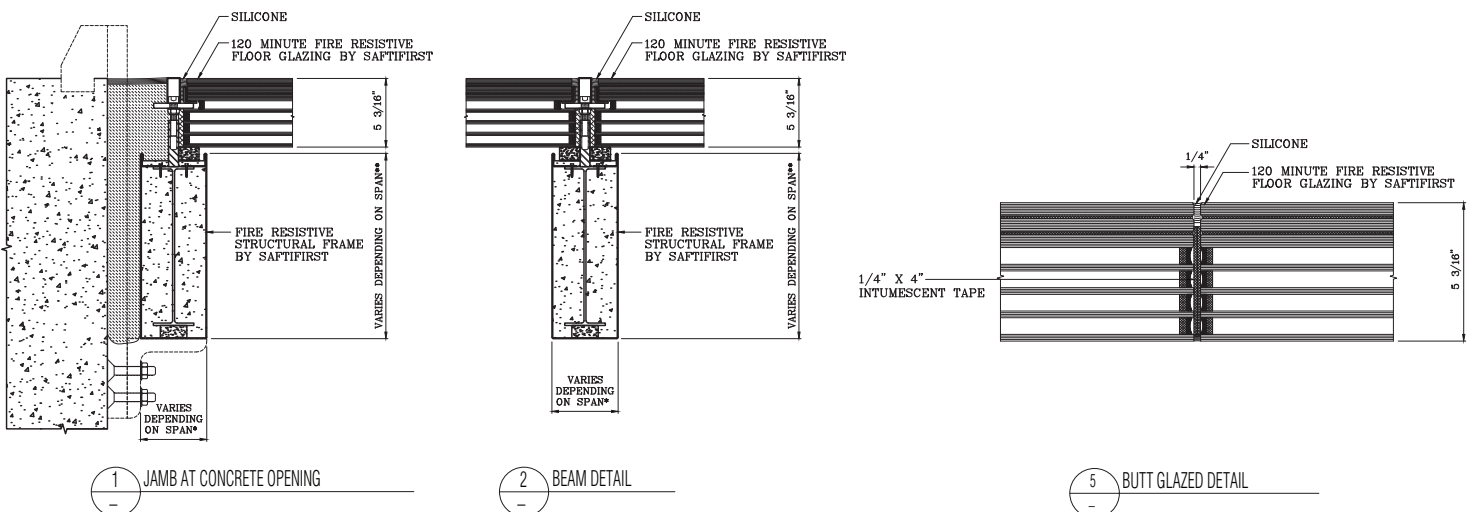 SILICONE
120 MINUTE FIRE RESISTIVE
FLOOR GLAZING BY SAFTIFIRST
5 3/16"
VARIES DEPENDING ON SPAN**
FIRE RESISTIVE
STRUCTURAL FRAME
BY SAFTIFIRST
VARIES
DEPENDING
ON SPAN*
1
–
JAMB AT CONCRETE OPENING
SILICONE
120 MINUTE FIRE RESISTIVE
FLOOR GLAZING BY SAFTIFIRST
5 3/16"
VARIES DEPENDING ON SPAN**
FIRE RESISTIVE
STRUCTURAL FRAME
BY SAFTIFIRST
VARIES
DEPENDING
ON SPAN*
2
–
BEAM DETAIL
1/4"
SILICONE
120 MINUTE FIRE RESISTIVE
FLOOR GLAZING BY SAFTIFIRST
1/4" X 4"
INTUMESCENT TAPE
5 3/16"
5
–
BUTT GLAZED DETAIL